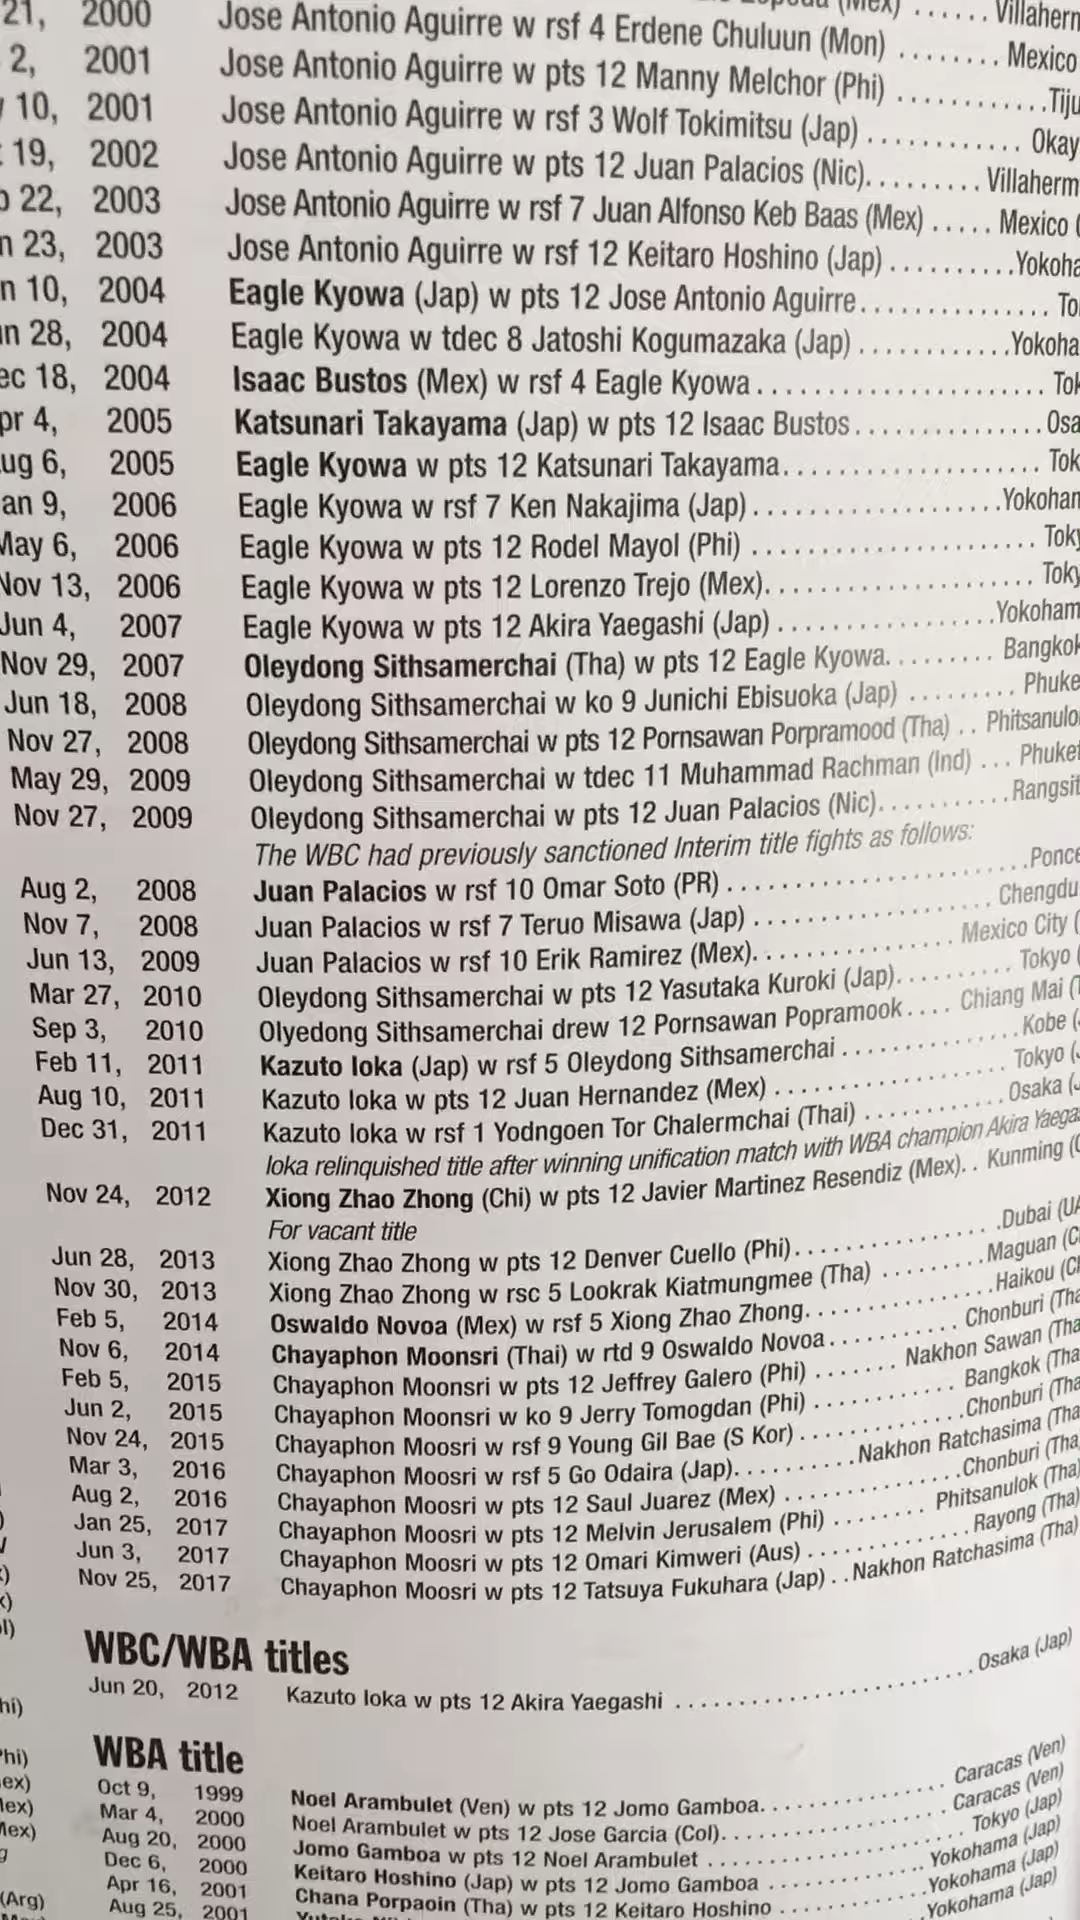 21, 2000 Jose Antonio Aguirre w rsf 4 Erdene Chuluun (Mon) ........ Mexico
2, 2001 Jose Antonio Aguirre w pts 12 Manny Melchor (Phi) ............ Tiju
10, 2001 Jose Antonio Aguirre w rsf 3 Wolf Tokimitsu (Jap) ............ Okay
19, 2002 Jose Antonio Aguirre w pts 12 Juan Palacios (Nic)......... Villaherm
22, 2003 Jose Antonio Aguirre w rsf 7 Juan Alfonso Keb Baas (Mex) ..... Mexico (
n 23, 2003 Jose Antonio Aguirre w rsf 12 Keitaro Hoshino (Jap) .......... Yokoha
n 10, 2004 Eagle Kyowa (Jap) w pts 12 Jose Antonio Aguirre............... To
n 28, 2004 Eagle Kyowa w tdec 8 Jatoshi Kogumazaka (Jap) ............ Yokoha
ec 18, 2004 Isaac Bustos (Mex) w rsf 4 Eagle Kyowa....................... Tok
pr 4, 2005 Katsunari Takayama (Jap) w pts 12 Isaac Bustos............... Osa
ug 6, 2005 Eagle Kyowa w pts 12 Katsunari Takayama.................... Tok
an 9, 2006 Eagle Kyowa w rsf 7 Ken Nakajima (Jap).................... Yokohan
May 6, 2006 Eagle Kyowa w pts 12 Rodel Mayol (Phi) ...................... Toky
Nov 13, 2006 Eagle Kyowa w pts 12 Lorenzo Trejo (Mex)..................... Toky
Jun 4, 2007 Eagle Kyowa w pts 12 Akira Yaegashi (Jap) ................. Yokoham
Nov 29, 2007 Oleydong Sithsamerchai (Tha) w pts 12 Eagle Kyowa......... Bangkok
Jun 18, 2008 Oleydong Sithsamerchai w ko 9 Junichi Ebisuoka (Jap) ......... Phuke
Nov 27, 2008 Oleydong Sithsamerchai w pts 12 Pornsawan Porpramood (Tha) .. Phitsanulo
May 29, 2009 Oleydong Sithsamerchai w tdec 11 Muhammad Rachman (Ind) ... Phuket
Nov 27, 2009 Oleydong Sithsamerchai w pts 12 Juan Palacios (Nic)........... Rangsit
The WBC had previously sanctioned Interim title fights as follows:
Aug 2, 2008 Juan Palacios w rsf 10 Omar Soto (PR) ........................ Ponce
Nov 7, 2008 Juan Palacios w rsf 7 Teruo Misawa (Jap) .................. Chengdu
Jun 13, 2009 Juan Palacios w rsf 10 Erik Ramirez (Mex)............... Mexico City (
Mar 27, 2010 Oleydong Sithsamerchai w pts 12 Yasutaka Kuroki (Jap).......... Tokyo (
Sep 3, 2010 Olyedong Sithsamerchai drew 12 Pornsawan Popramook.... Chiang Mai (T
Feb 11, 2011 Kazuto Ioka (Jap) w rsf 5 Oleydong Sithsamerchai .............. Kobe (
Aug 10, 2011 Kazuto Ioka w pts 12 Juan Hernandez (Mex) .................. Tokyo (J
Dec 31, 2011 Kazuto Ioka w rsf 1 Yodngoen Tor Chalermchai (Thai) ............ Osaka (J
Ioka relinquished title after winning unification match with WBA champion Akira Yaega
Nov 24, 2012 Xiong Zhao Zhong (Chi) w pts 12 Javier Martinez Resendiz (Mex).. Kunming (C
For vacant title
Jun 28, 2013 Xiong Zhao Zhong w pts 12 Denver Cuello (Phi)................ Dubai (UA
Nov 30, 2013 Xiong Zhao Zhong w rsc 5 Lookrak Kiatmungmee (Tha) ......... Maguan (C
Feb 5, 2014 Oswaldo Novoa (Mex) w rsf 5 Xiong Zhao Zhong.............. Haikou (Ch
Nov 6, 2014 Chayaphon Moonsri (Thai) w rtd 9 Oswaldo Novoa........... Chonburi (Tha
Feb 5, 2015 Chayaphon Moonsri w pts 12 Jeffrey Galero (Phi) ....... Nakhon Sawan (Tha
Jun 2, 2015 Chayaphon Moonsri w ko 9 Jerry Tomogdan (Phi) ............ Bangkok (Tha
Nov 24, 2015 Chayaphon Moosri w rsf 9 Young Gil Bae (S Kor) ............. Chonburi (Tha
Mar 3, 2016 Chayaphon Moosri w rsf 5 Go Odaira (Jap).......... Nakhon Ratchasima (Tha
Aug 2, 2016 Chayaphon Moosri w pts 12 Saul Juarez (Mex) ............... Chonburi (Tha
Jan 25, 2017 Chayaphon Moosri w pts 12 Melvin Jerusalem (Phi) ........ Phitsanulok (Tha)
Jun 3, 2017 Chayaphon Moosri w pts 12 Omari Kimweri (Aus) ............. Rayong (Tha)
Nov 25, 2017 Chayaphon Moosri w pts 12 Tatsuya Fukuhara (Jap) .. Nakhon Ratchasima (Tha)
WBC/WBA titles
Jun 20, 2012 Kazuto Ioka w pts 12 Akira Yaegashi ......................... Osaka (Jap)
WBA title
Oct 9, 1999 Noel Arambulet (Ven) w pts 12 Jomo Gamboa............... Caracas (Ven)
Mar 4, 2000 Noel Arambulet w pts 12 Jose Garcia (Col).................. Caracas (Ven)
Aug 20, 2000 Jomo Gamboa w pts 12 Noel Arambulet .................... Tokyo (Jap)
Dec 6, 2000 Keitaro Hoshino (Jap) w pts 12 Jomo Gamboa ............. Yokohama (Jap)
Apr 16, 2001 Chana Porpaoin (Tha) w pts 12 Keitaro Hoshino ........... Yokohama (Jap)
Aug 25, 2001 Yokohama (Jap)